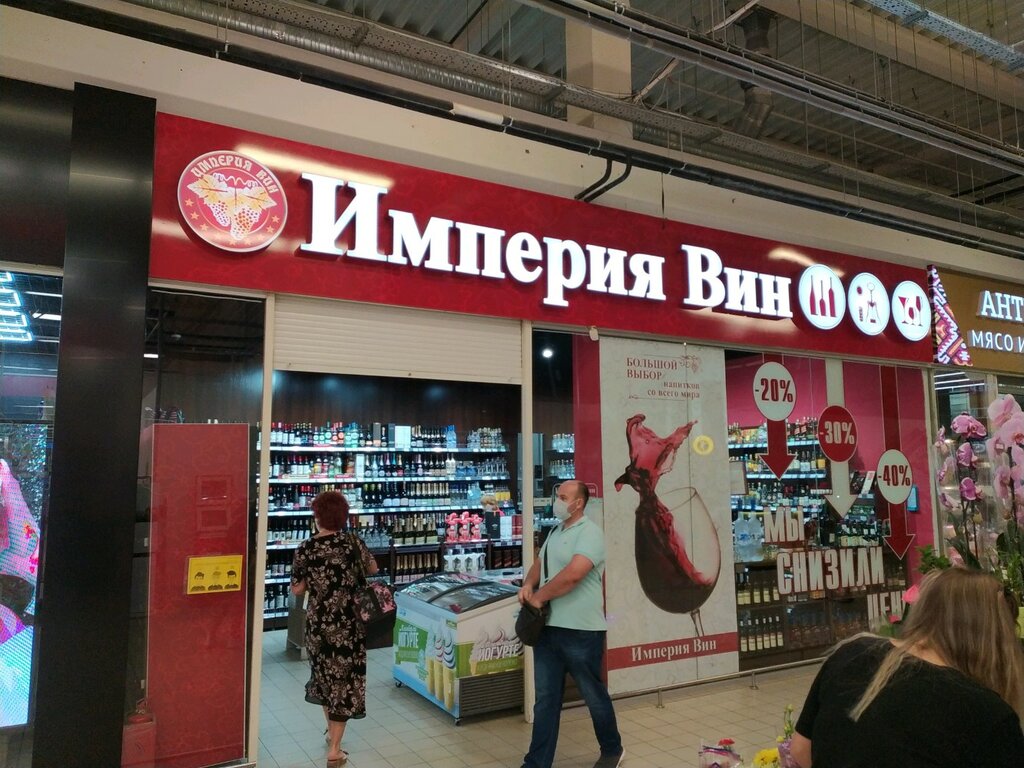 ИМПЕРИЯ ВИН
Империя Вин
АНТ
МЯСО И
БОЛЬШОЙ
ВЫБОР
напитков
со всего мира
-20%
-30%
-40%
МЫ
СНИЗИЛИ
ЦЕН
ЙОГУРТЕ
Империя Вин